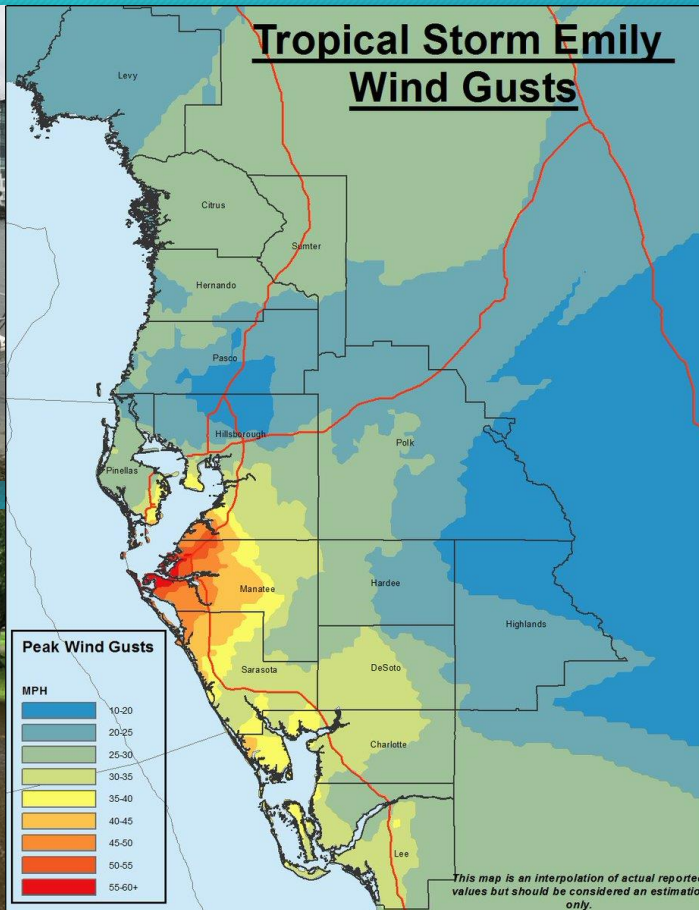 Tropical Storm Emily
Wind Gusts
Levy
Citrus
Sumter
Hernando
Pasco
Hillsborough
Polk
Pinellas
Manatee
Hardee
Highlands
Sarasota
DeSoto
Charlotte
Lee
Peak Wind Gusts
MPH
10-20
20-25
25-30
30-35
35-40
40-45
45-50
50-55
55-60+
This map is an interpolation of actual reported
values but should be considered an estimation
only.